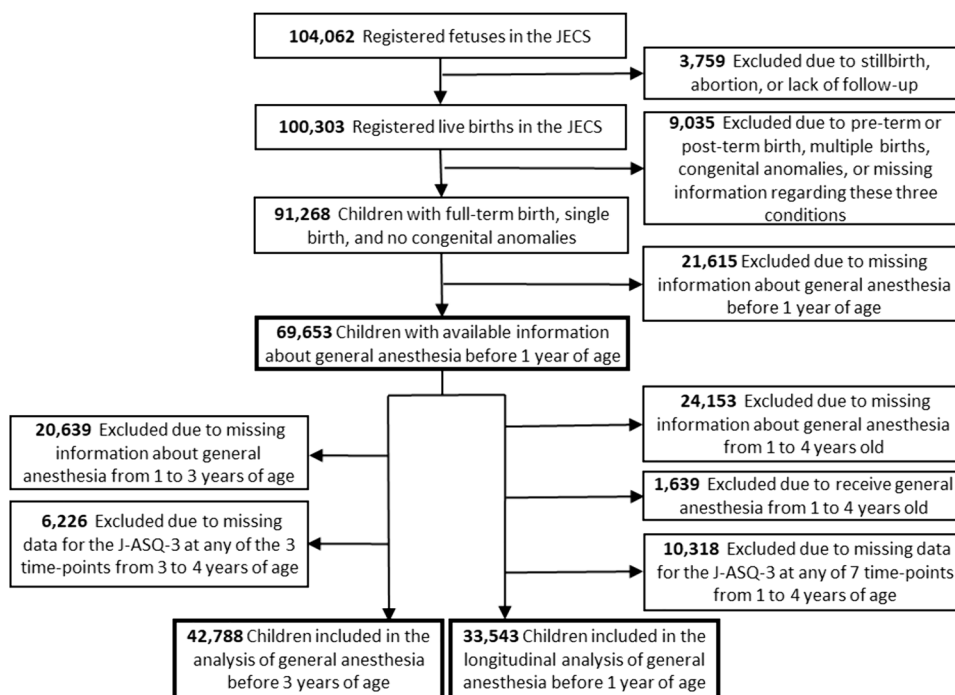 104,062 Registered fetuses in the JECS
3,759 Excluded due to stillbirth,
abortion, or lack of follow-up
100,303 Registered live births in the JECS
9,035 Excluded due to pre-term or
post-term birth, multiple births,
congenital anomalies, or missing
information regarding these three
conditions
91,268 Children with full-term birth, single
birth, and no congenital anomalies
21,615 Excluded due to missing
information about general anesthesia
before 1 year of age
69,653 Children with available information
about general anesthesia before 1 year of age
20,639 Excluded due to missing
information about general
anesthesia from 1 to 3 years of age
24,153 Excluded due to missing
information about general anesthesia
from 1 to 4 years old
1,639 Excluded due to receive general
anesthesia from 1 to 4 years old
6,226 Excluded due to missing
data for the J-ASQ-3 at any of the 3
time-points from 3 to 4 years of age
10,318 Excluded due to missing data
for the J-ASQ-3 at any of 7 time-points
from 1 to 4 years of age
42,788 Children included in the
analysis of general anesthesia
before 3 years of age
33,543 Children included in the
longitudinal analysis of general
anesthesia before 1 year of age